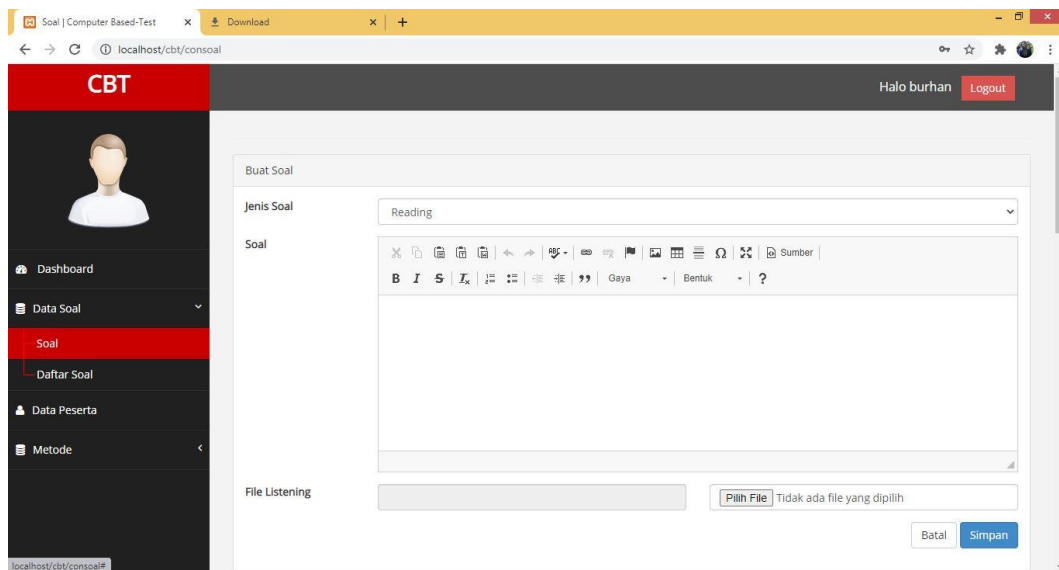 Soal | Computer Based-Test
Download
localhost/cbt/consoal
CBT
Halo burhan Logout
Dashboard
Data Soal
Soal
Daftar Soal
Data Peserta
Metode
Buat Soal
Jenis Soal
Reading
Soal
Sumber
B I S Ix Gaya Bentuk ?
File Listening
Pilih File Tidak ada file yang dipilih
Batal Simpan
localhost/cbt/consoal#